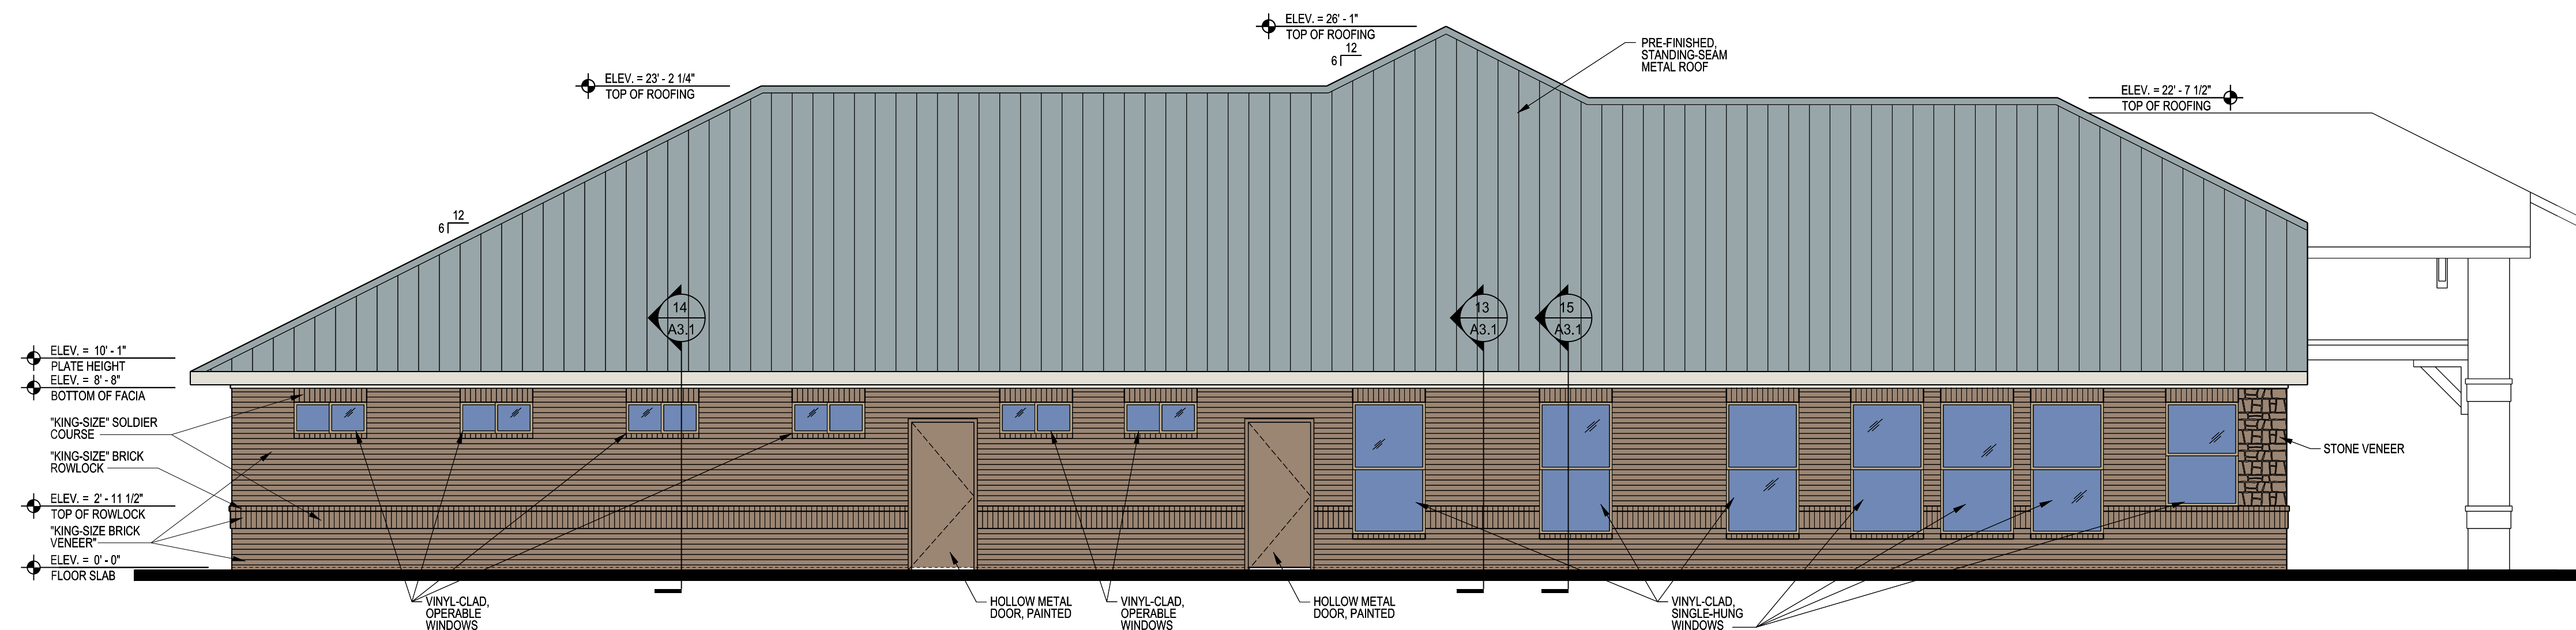 ELEV. = 26' - 1"
TOP OF ROOFING
12
6
PRE-FINISHED,
STANDING-SEAM
METAL ROOF
ELEV. = 23' - 2 1/4"
TOP OF ROOFING
ELEV. = 22' - 7 1/2"
TOP OF ROOFING
12
6
14
A3.1
13
A3.1
15
A3.1
ELEV. = 10' - 1"
PLATE HEIGHT
ELEV. = 8' - 8"
BOTTOM OF FACIA
"KING-SIZE" SOLDIER
COURSE
"KING-SIZE" BRICK
ROWLOCK
ELEV. = 2' - 11 1/2"
TOP OF ROWLOCK
"KING-SIZE BRICK
VENEER"
ELEV. = 0' - 0"
FLOOR SLAB
STONE VENEER
VINYL-CLAD,
OPERABLE
WINDOWS
HOLLOW METAL
DOOR, PAINTED
VINYL-CLAD,
OPERABLE
WINDOWS
HOLLOW METAL
DOOR, PAINTED
VINYL-CLAD,
SINGLE-HUNG
WINDOWS